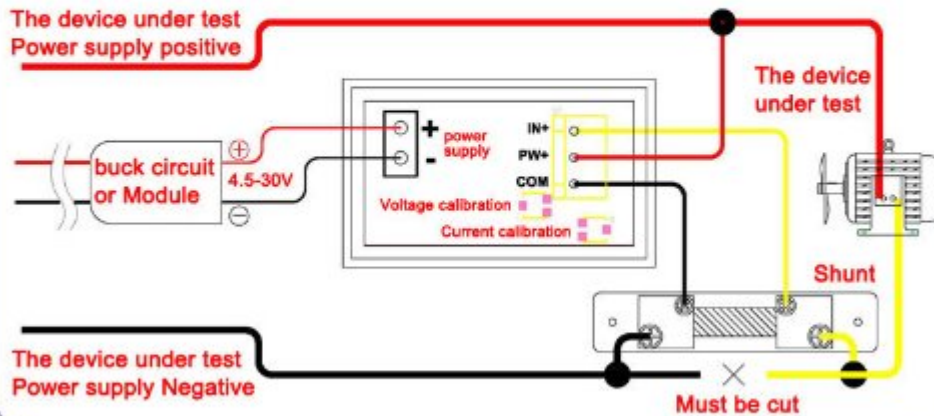 The device under test
Power supply positive
The device
under test
IN+
+
power
supply
PW+
-
COM
buck circuit
or Module
+
4.5-30V
-
Voltage calibration
Current calibration
Shunt
The device under test
Power supply Negative
Must be cut